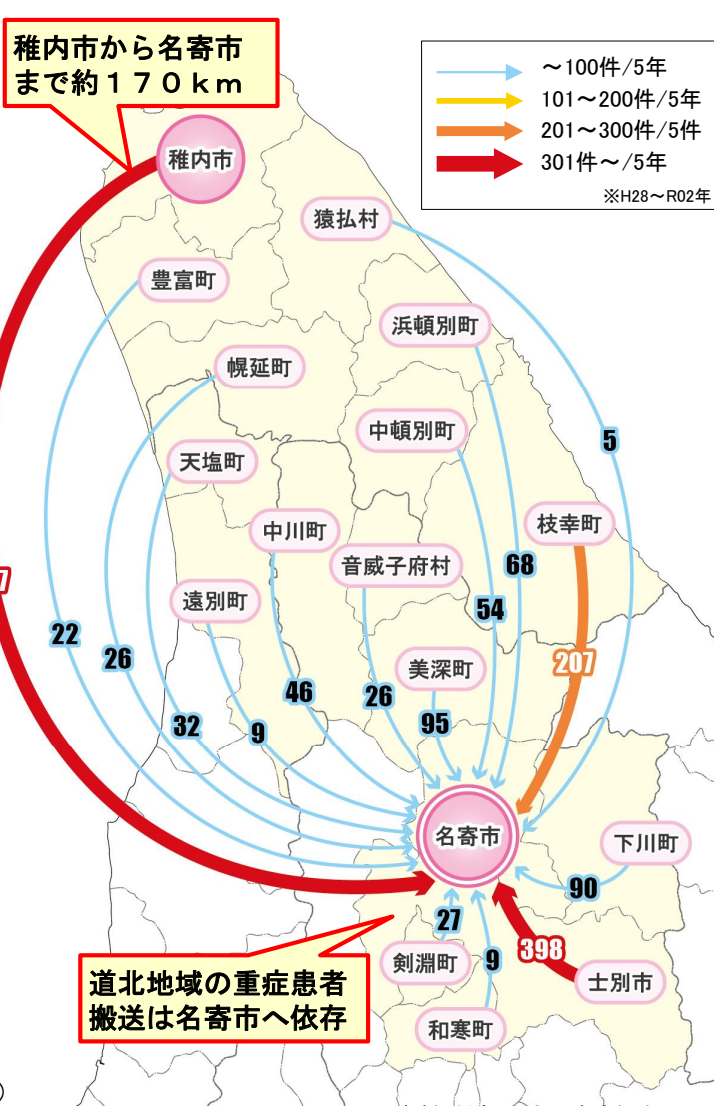 稚内市から名寄市
まで約１７０ｋｍ
～100件/5年
101～200件/5年
201～300件/5件
301件～/5年
※H28～R02年
稚内市
猿払村
豊富町
浜頓別町
幌延町
中頓別町
5
天塩町
中川町
枝幸町
音威子府村
68
7
遠別町
54
22
26
美深町
207
46
26
32
9
95
名寄市
下川町
90
27
398
9
剣淵町
士別市
道北地域の重症患者
搬送は名寄市へ依存
和寒町